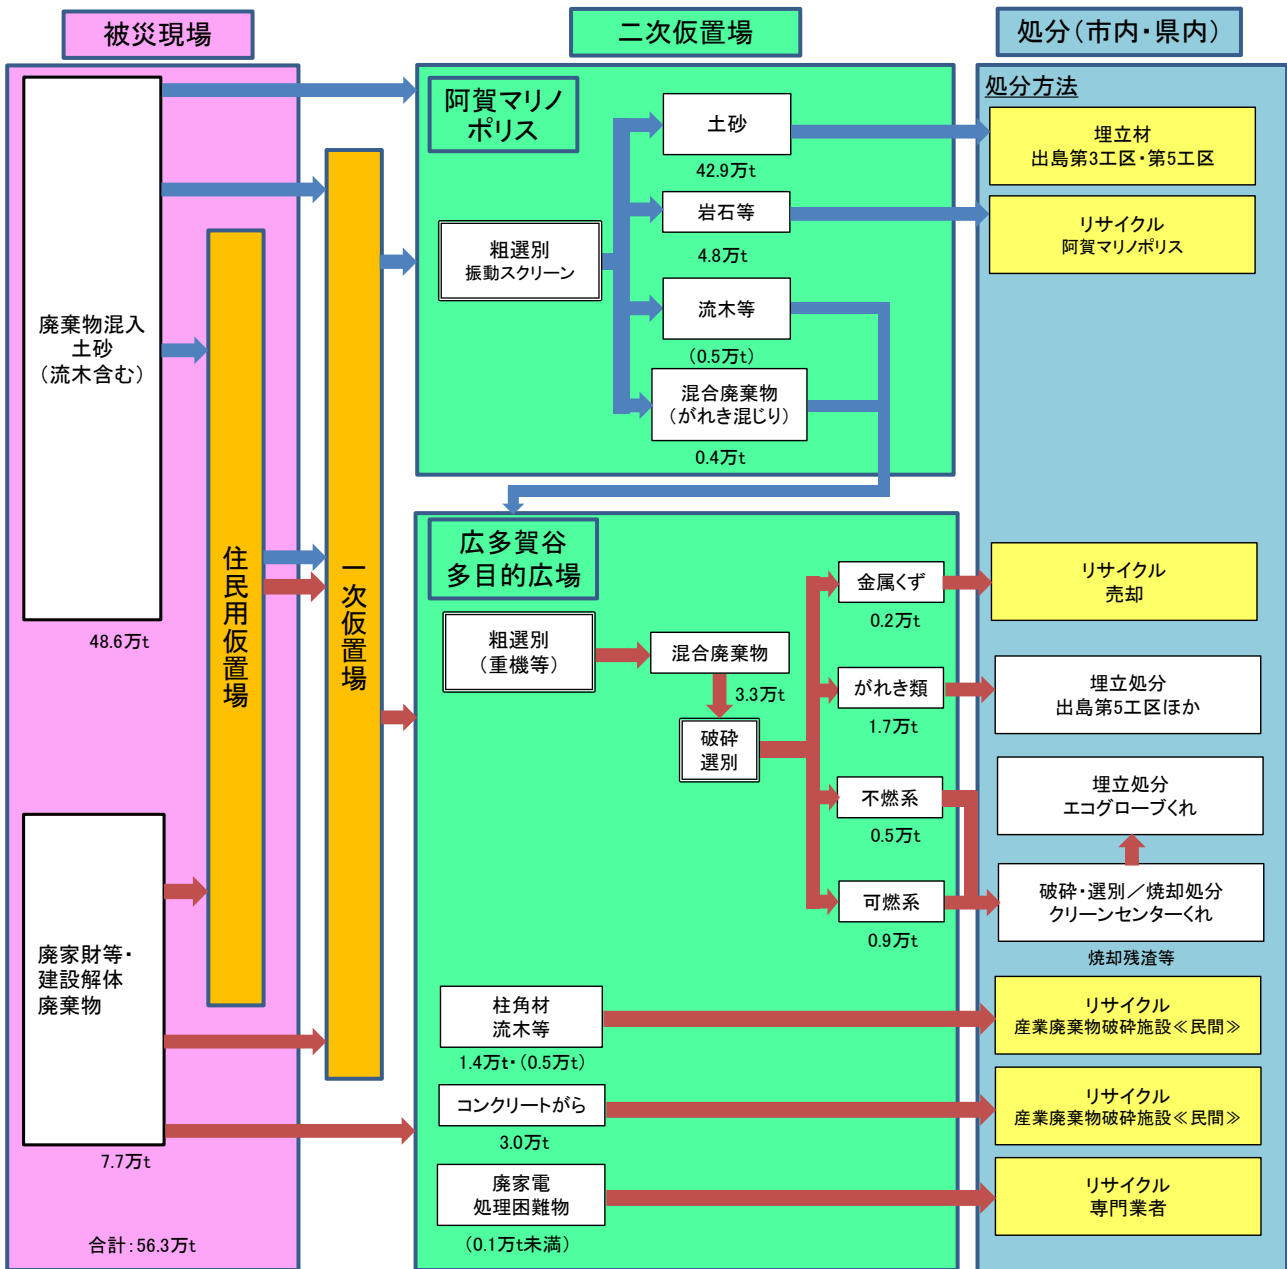 被災現場
二次仮置場
処分(市内・県内)
廃棄物混入
土砂
(流木含む)
48.6万t
廃家財等・
建設解体
廃棄物
7.7万t
合計:56.3万t
住民用仮置場
一次仮置場
阿賀マリノ
ポリス
粗選別
振動スクリーン
土砂
42.9万t
岩石等
4.8万t
流木等
(0.5万t)
混合廃棄物
(がれき混じり)
0.4万t
広多賀谷
多目的広場
粗選別
(重機等)
混合廃棄物
3.3万t
破砕
選別
金属くず
0.2万t
がれき類
1.7万t
不燃系
0.5万t
可燃系
0.9万t
柱角材
流木等
1.4万t・(0.5万t)
コンクリートがら
3.0万t
廃家電
処理困難物
(0.1万t未満)
処分方法
埋立材
出島第3工区・第5工区
リサイクル
阿賀マリノポリス
リサイクル
売却
埋立処分
出島第5工区ほか
埋立処分
エコグローブくれ
破砕・選別/焼却処分
クリーンセンターくれ
焼却残渣等
リサイクル
産業廃棄物破砕施設≪民間≫
リサイクル
産業廃棄物破砕施設≪民間≫
リサイクル
専門業者